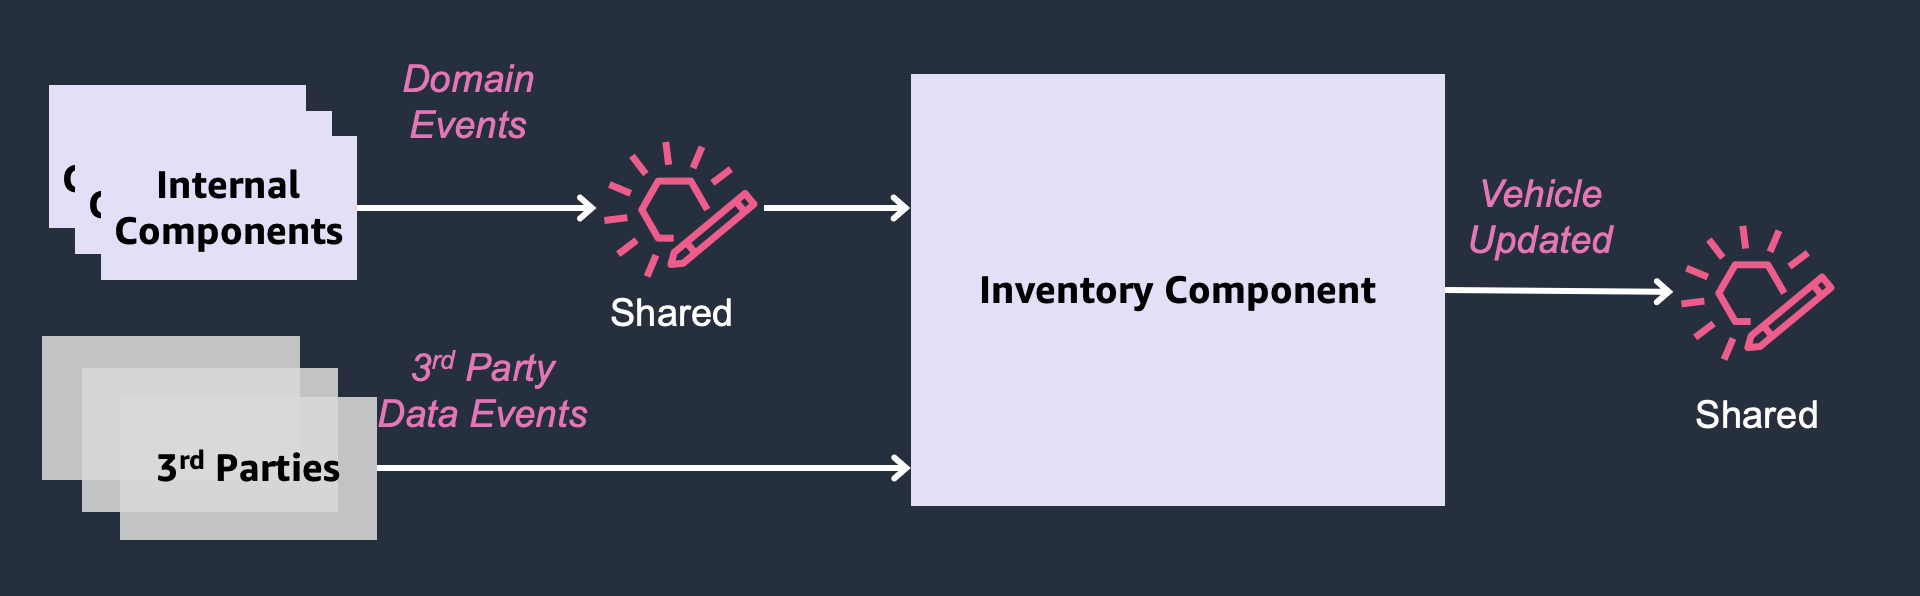 Domain
Events
Internal
Components
Shared
3rd Party
Data Events
3rd Parties
Inventory Component
Vehicle
Updated
Shared